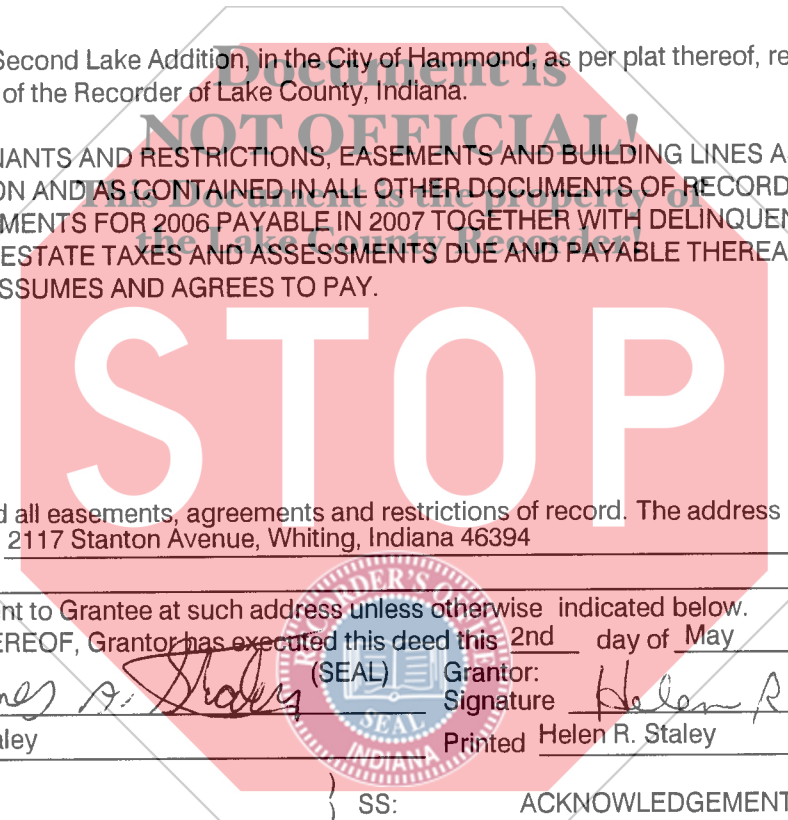 Second Lake Addition, in the City of Hammond, as per plat thereof, re
Document is
of the Recorder of Lake County, Indiana.
NOT OFFICIAL!
NANTS AND RESTRICTIONS, EASEMENTS AND BUILDING LINES A
ON AND AS CONTAINED IN ALL OTHER DOCUMENTS OF RECORD
This Document is the property of
MENTS FOR 2006 PAYABLE IN 2007 TOGETHER WITH DELINQUEN
the Lake County Recorder!
ESTATE TAXES AND ASSESSMENTS DUE AND PAYABLE THEREA
SSUMES AND AGREES TO PAY.
STOP
d all easements, agreements and restrictions of record. The address
2117 Stanton Avenue, Whiting, Indiana 46394
nt to Grantee at such address unless otherwise indicated below.
EREOF, Grantor has executed this deed this 2nd day of May
RECORDER'S OFFICE
(SEAL) Grantor:
A. Staley
Signature Helen R
SEAL
aley
Printed Helen R. Staley
INDIANA
SS: ACKNOWLEDGEMENT